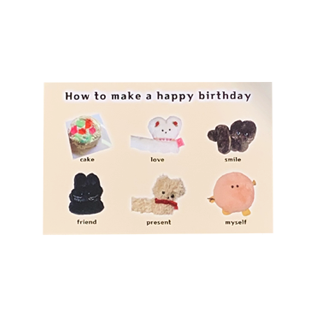 How to make a happy birthday
cake
love
smile
friend
present
myself